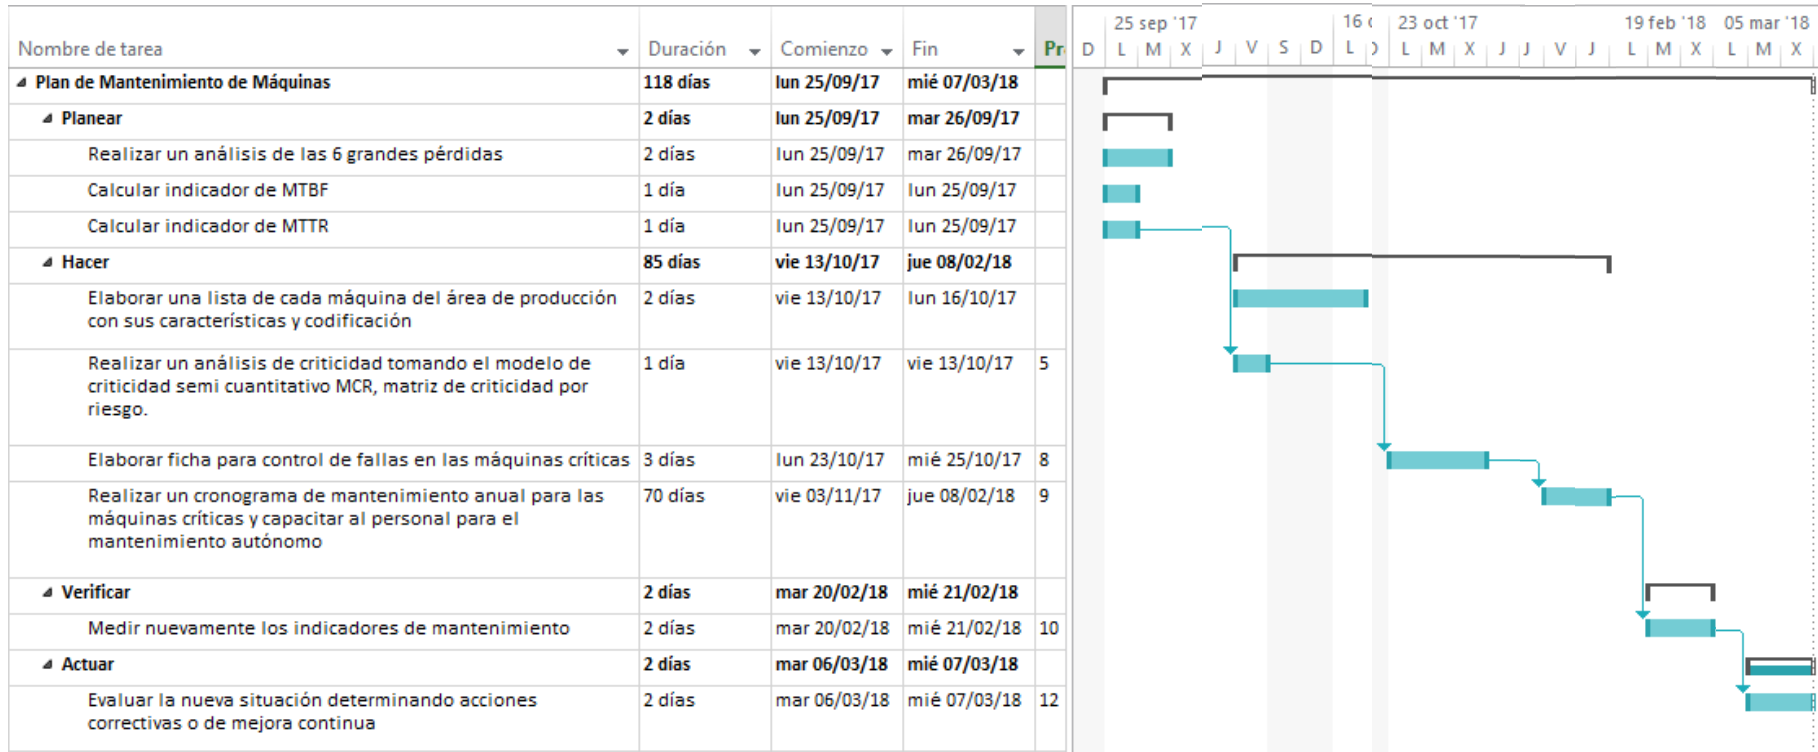 25 sep '17 16 23 oct '17 19 feb '18 05 mar '18
Nombre de tarea Duración Comienzo Fin Pr D L M X J V S D L L M X J J V J L M X L M X
Plan de Mantenimiento de Máquinas 118 días lun 25/09/17 mié 07/03/18
Planear 2 días lun 25/09/17 mar 26/09/17
Realizar un análisis de las 6 grandes pérdidas 2 días lun 25/09/17 mar 26/09/17
Calcular indicador de MTBF 1 día lun 25/09/17 lun 25/09/17
Calcular indicador de MTTR 1 día lun 25/09/17 lun 25/09/17
Hacer 85 días vie 13/10/17 jue 08/02/18
Elaborar una lista de cada máquina del área de producción 2 días vie 13/10/17 lun 16/10/17
con sus características y codificación
Realizar un análisis de criticidad tomando el modelo de 1 día vie 13/10/17 vie 13/10/17 5
criticidad semi cuantitativo MCR, matriz de criticidad por
riesgo.
Elaborar ficha para control de fallas en las máquinas críticas 3 días lun 23/10/17 mié 25/10/17 8
Realizar un cronograma de mantenimiento anual para las 70 días vie 03/11/17 jue 08/02/18 9
máquinas críticas y capacitar al personal para el
mantenimiento autónomo
Verificar 2 días mar 20/02/18 mié 21/02/18
Medir nuevamente los indicadores de mantenimiento 2 días mar 20/02/18 mié 21/02/18 10
Actuar 2 días mar 06/03/18 mié 07/03/18
Evaluar la nueva situación determinando acciones 2 días mar 06/03/18 mié 07/03/18 12
correctivas o de mejora continua